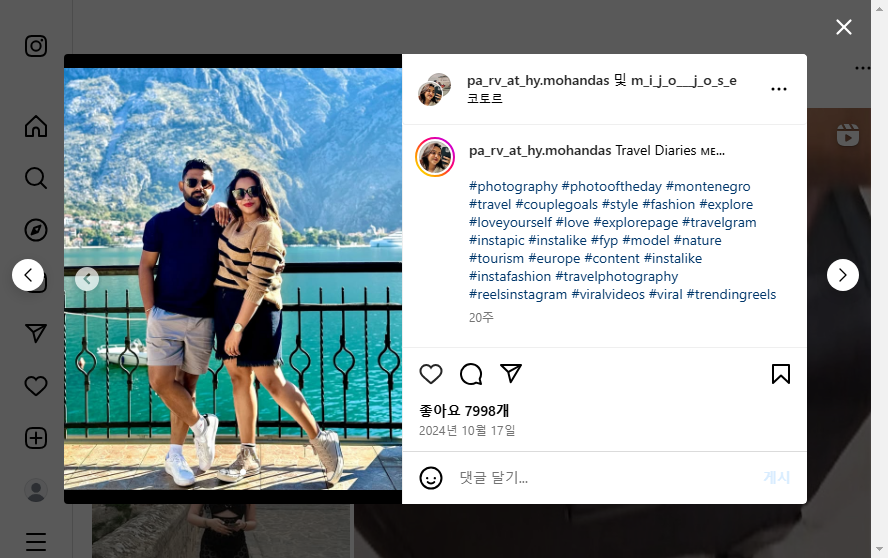 pa_rv_at_hy.mohandas 및 m_i_j_o___j_o_s_e
코토르
pa_rv_at_hy.mohandas Travel Diaries ᴍᴇ...
#photography #photooftheday #montenegro
#travel #couplegoals #style #fashion #explore
#loveyourself #love #explorepage #travelgram
#instapic #instalike #fyp #model #nature
#tourism #europe #content #instalike
#instafashion #travelphotography
#reelsinstagram #viralvideos #viral #trendingreels
20주
좋아요 7998개
2024년 10월 17일
댓글 달기...
게시